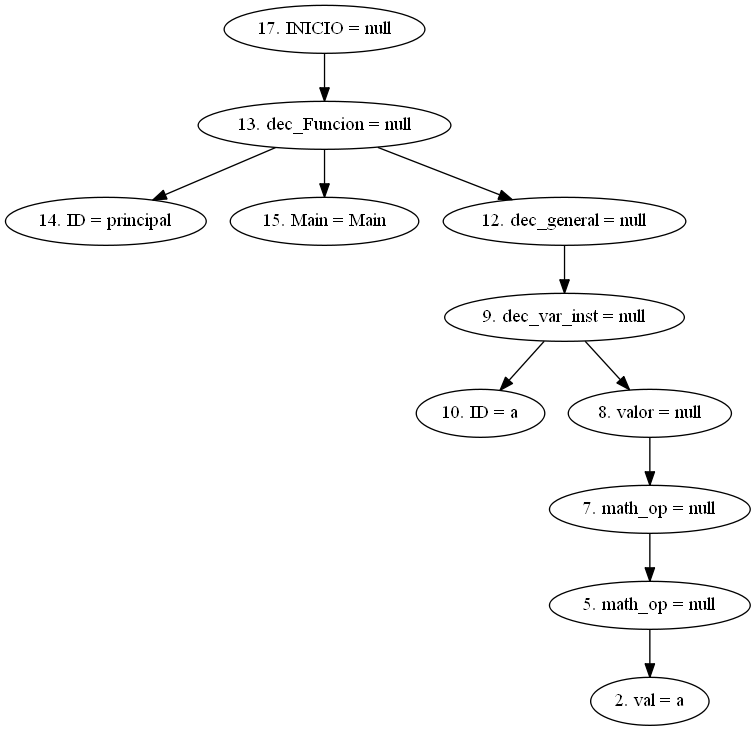 17. INICIO = null
13. dec_Funcion = null
14. ID = principal
15. Main = Main
12. dec_general = null
9. dec_var_inst = null
10. ID = a
8. valor = null
7. math_op = null
5. math_op = null
2. val = a